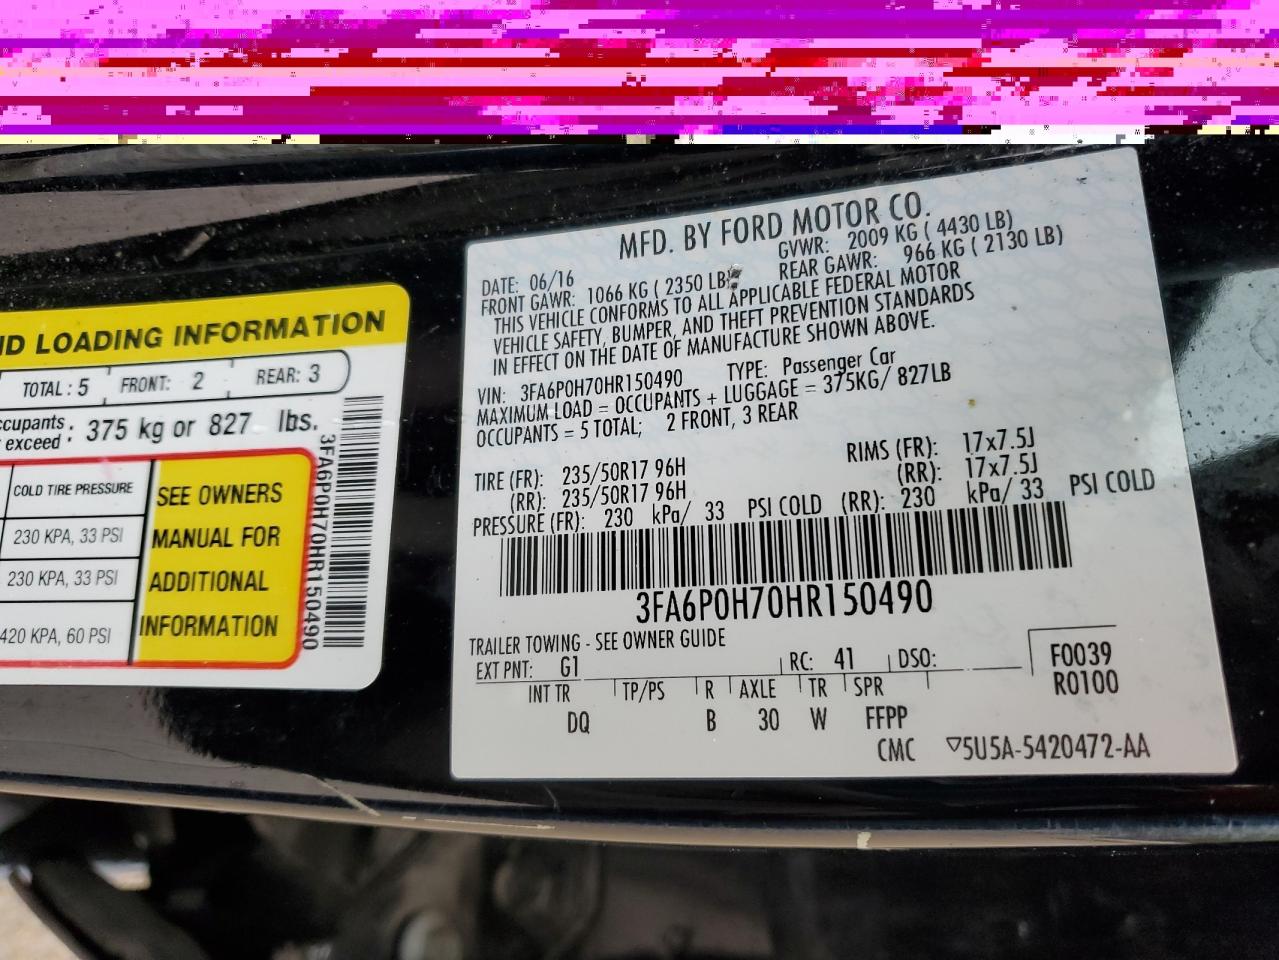 ND LOADING INFORMATION
TOTAL: 5 FRONT: 2 REAR: 3
375 kg or 827 lbs.
exceed :
COLD TIRE PRESSURE
230 KPA, 33 PSI
230 KPA, 33 PSI
420 KPA, 60 PSI
SEE OWNERS
MANUAL FOR
ADDITIONAL
INFORMATION
3FA6P0H70HR150490
MFD. BY FORD MOTOR CO.
DATE: 06/16 GVWR: 2009 KG ( 4430 LB)
FRONT GAWR: 1066 KG ( 2350 LB) REAR GAWR: 966 KG ( 2130 LB)
THIS VEHICLE CONFORMS TO ALL APPLICABLE FEDERAL MOTOR
VEHICLE SAFETY, BUMPER, AND THEFT PREVENTION STANDARDS
IN EFFECT ON THE DATE OF MANUFACTURE SHOWN ABOVE.
VIN: 3FA6P0H70HR150490 TYPE: Passenger Car
MAXIMUM LOAD = OCCUPANTS + LUGGAGE = 375KG/ 827LB
OCCUPANTS = 5 TOTAL; 2 FRONT, 3 REAR
TIRE (FR): 235/50R17 96H RIMS (FR): 17x7.5J
(RR): 235/50R17 96H (RR): 17x7.5J
PRESSURE (FR): 230 kPa/ 33 PSI COLD (RR): 230 kPa/ 33 PSI COLD
3FA6P0H70HR150490
TRAILER TOWING - SEE OWNER GUIDE
EXT PNT: G1 RC: 41 DSO: F0039
INT TR TP/PS R AXLE TR SPR R0100
DQ B 30 W FFPP
CMC ▽5U5A-5420472-AA